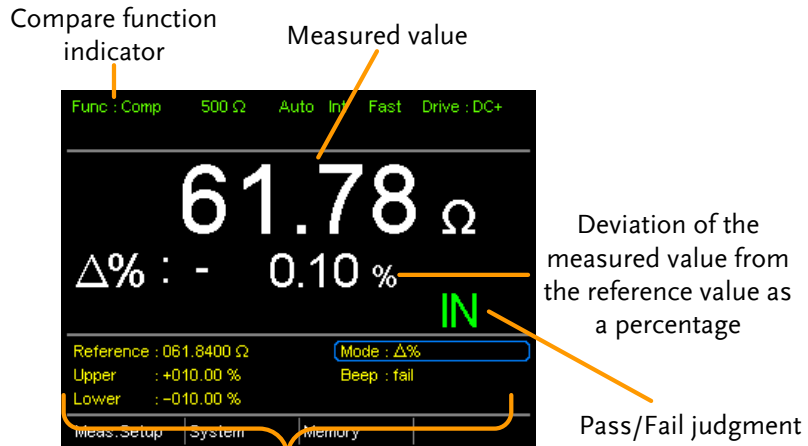 Compare function
indicator
Measured value
Func : Comp 500 Ω Auto Int Fast Drive : DC+
61.78 Ω
Δ% : - 0.10 %
IN
Deviation of the
measured value from
the reference value as
a percentage
Reference : 061.8400 Ω Mode : Δ%
Upper : +010.00 % Beep : fail
Lower : -010.00 %
Meas.Setup System Memory
Pass/Fail judgment